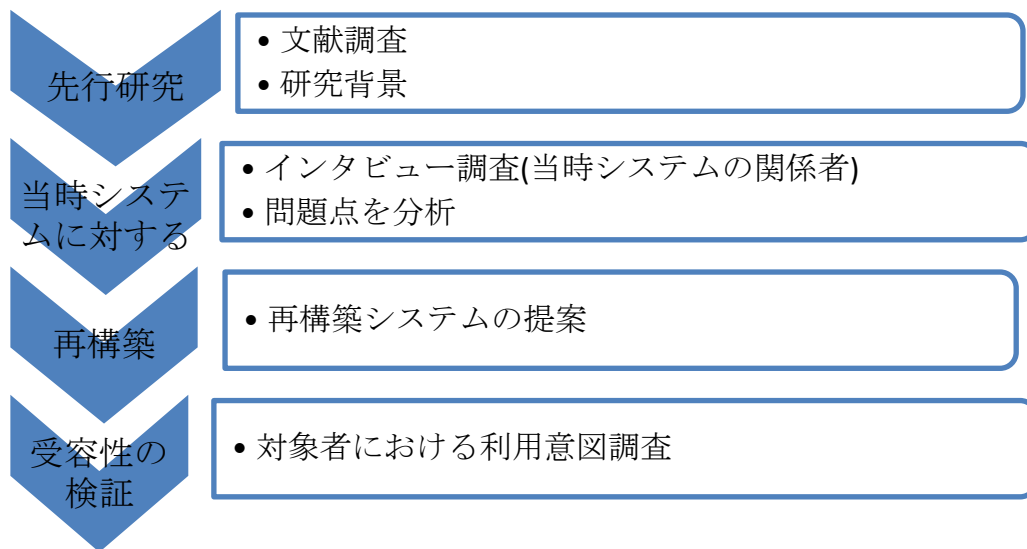 先行研究
• 文献調査
• 研究背景
当時システ
ムに対する
• インタビュー調査(当時システムの関係者)
• 問題点を分析
再構築
• 再構築システムの提案
受容性の
検証
• 対象者における利用意図調査